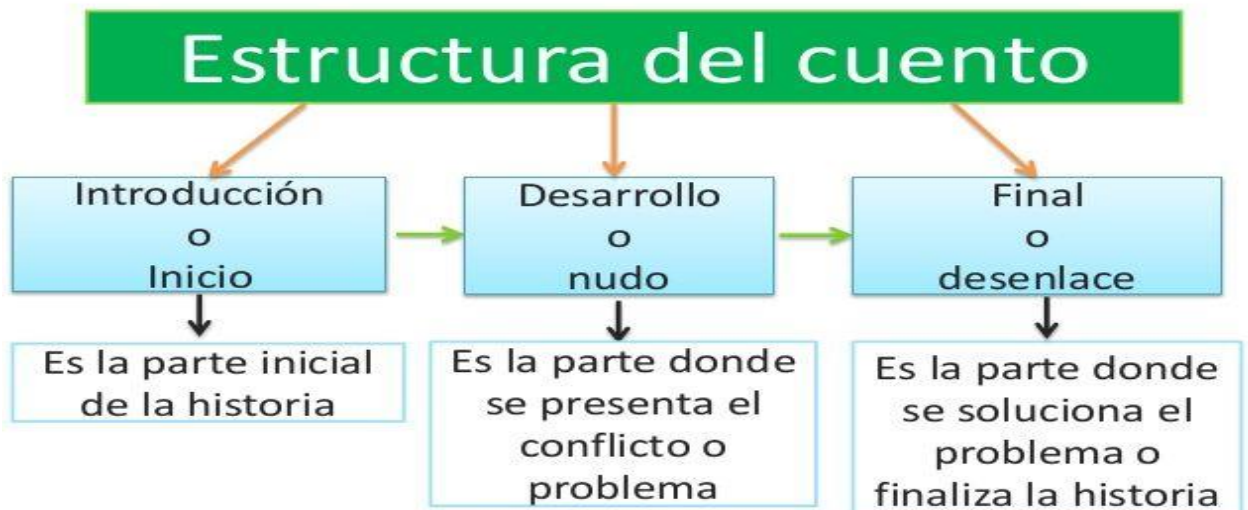 Estructura del cuento
Introducción
o
Inicio
Desarrollo
o
nudo
Final
o
desenlace
Es la parte inicial
de la historia
Es la parte donde
se presenta el
conflicto o
problema
Es la parte donde
se soluciona el
problema o
finaliza la historia